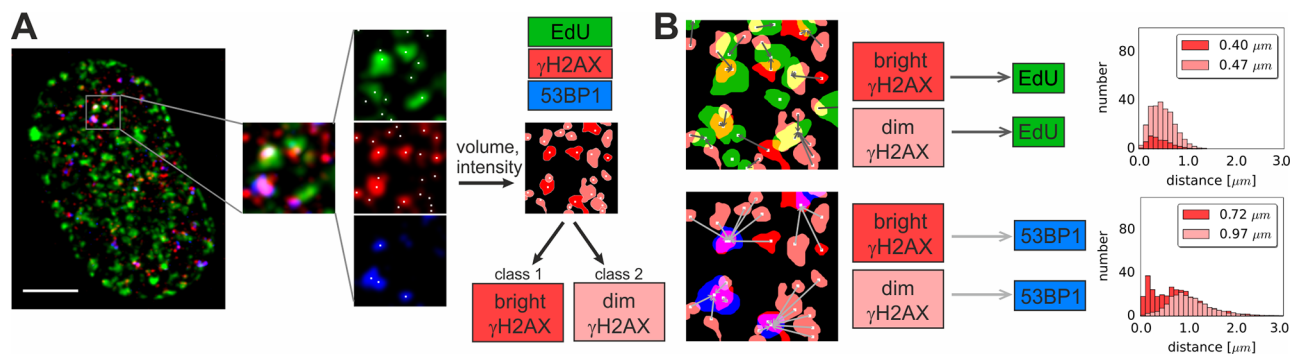 A
EdU
γH2AX
53BP1
volume,
intensity
class 1
class 2
bright
γH2AX
dim
γH2AX
B
bright
γH2AX
EdU
dim
γH2AX
EdU
number
80
40
0
0.40 μm
0.47 μm
0.0
1.0
2.0
3.0
distance [μm]
bright
γH2AX
53BP1
dim
γH2AX
53BP1
number
80
40
0
0.72 μm
0.97 μm
0.0
1.0
2.0
3.0
distance [μm]